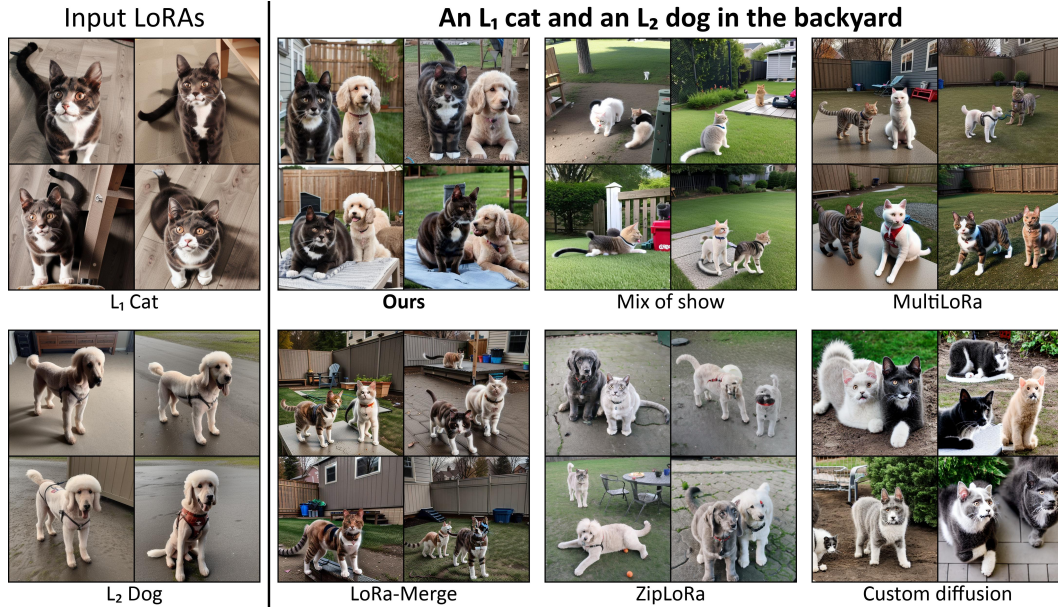 Input LoRAs
An L₁ cat and an L₂ dog in the backyard
L₁ Cat
Ours
Mix of show
MultiLoRa
L₂ Dog
LoRa-Merge
ZipLoRa
Custom diffusion